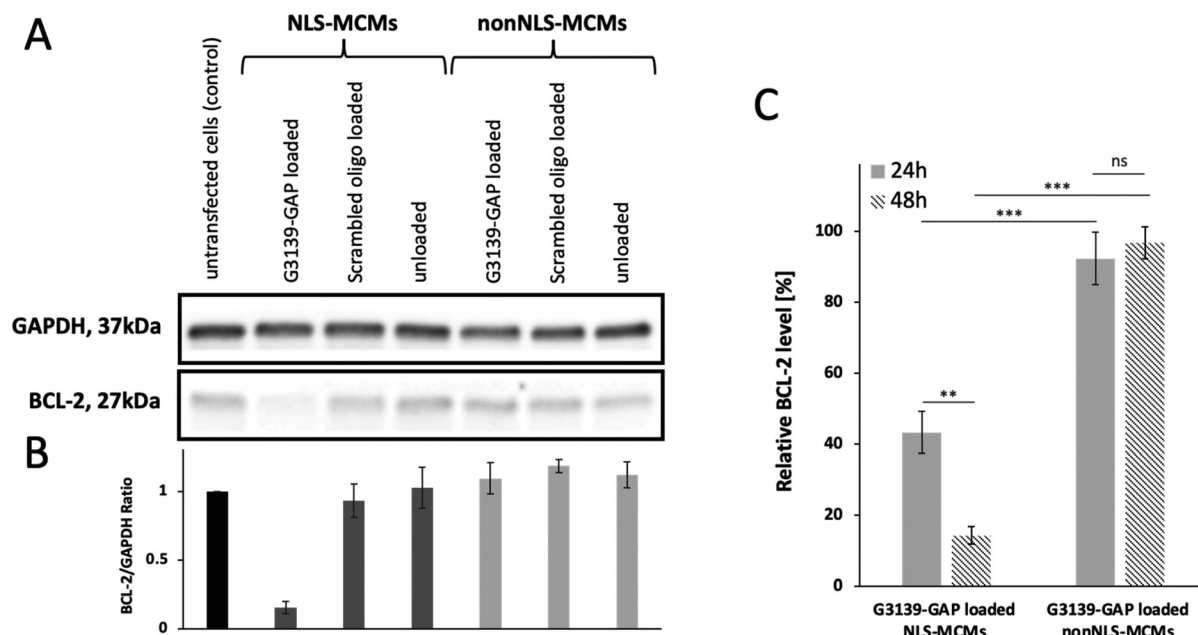 A
NLS-MCMs
nonNLS-MCMs
untransfected cells (control)
G3139-GAP loaded
Scrambled oligo loaded
unloaded
G3139-GAP loaded
Scrambled oligo loaded
unloaded
GAPDH, 37kDa
BCL-2, 27kDa
B
BCL-2/GAPDH Ratio
1
0.5
0
C
24h
48h
ns
***
***
**
Relative BCL-2 level [%]
100
80
60
40
20
0
G3139-GAP loaded
NLS-MCMs
G3139-GAP loaded
nonNLS-MCMs